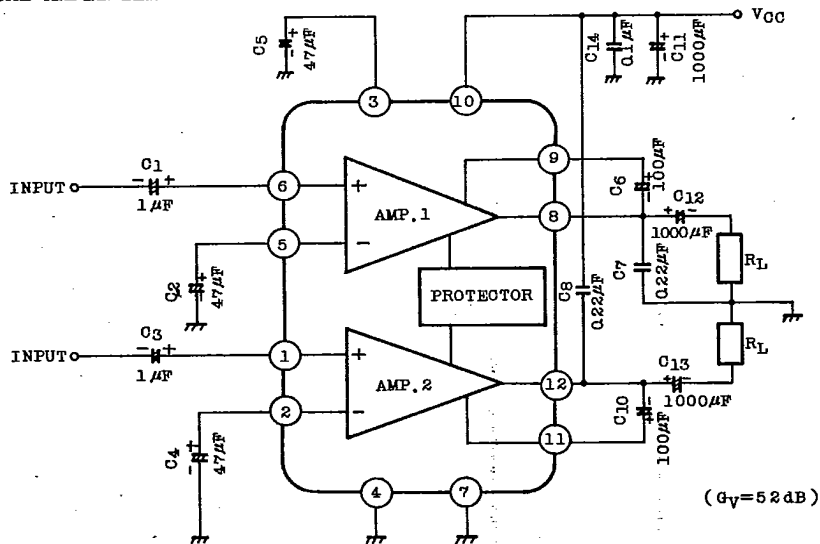 C5
47μF
3
10
C14
0.1μF
C11
1000μF
VCC
INPUT
C1
1μF
6
+
AMP.1
9
C6
100μF
8
C12
1000μF
5
-
C2
47μF
PROTECTOR
C8
0.22μF
C7
0.22μF
RL
RL
INPUT
C3
1μF
1
+
AMP.2
12
C13
1000μF
2
-
C10
100μF
11
C4
47μF
4
7
(GV=52dB)